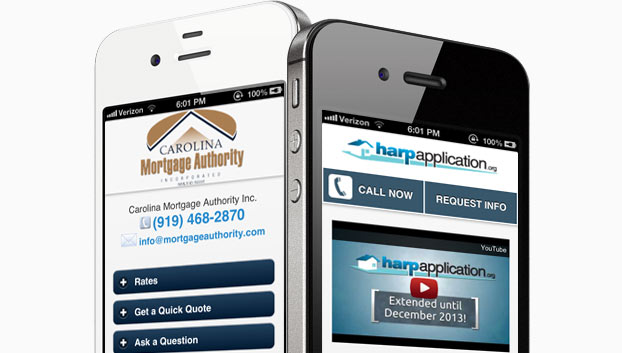 Verizon 6:01 PM 100%
CAROLINA
Mortgage Authority
INCORPORATED
Carolina Mortgage Authority Inc.
(919) 468-2870
info@mortgageauthority.com
Rates
Get a Quick Quote
Ask a Question
Verizon 6:01 PM 100%
harpapplication.org
CALL NOW
REQUEST INFO
YouTube
harpapplication.org
Extended until
December 2013!